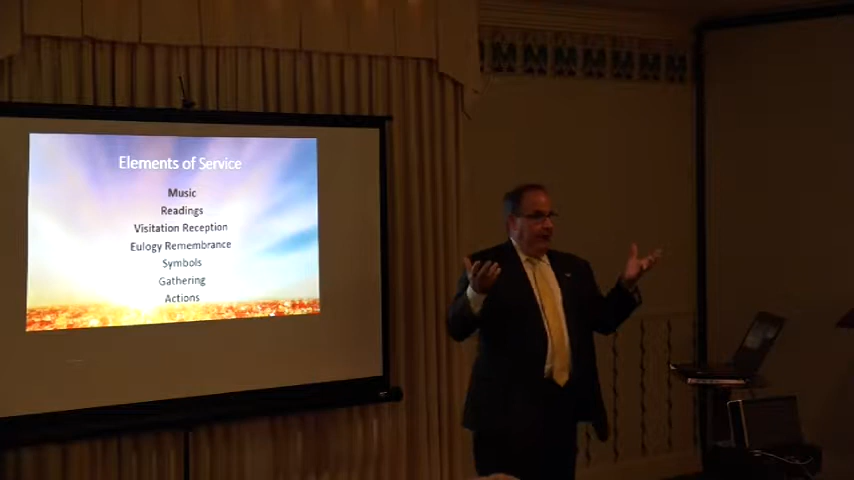 Elements of Service
Music
Readings
Visitation Reception
Eulogy Remembrance
Symbols
Gathering
Actions